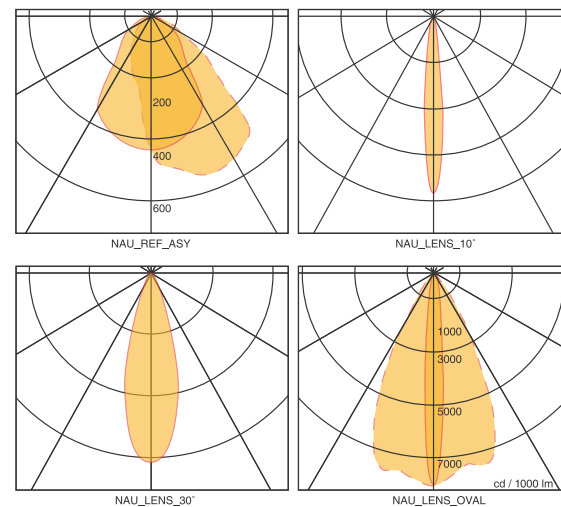 200
400
600
NAU_REF_ASY
NAU_LENS_10°
NAU_LENS_30°
1000
3000
5000
7000
cd / 1000 lm
NAU_LENS_OVAL